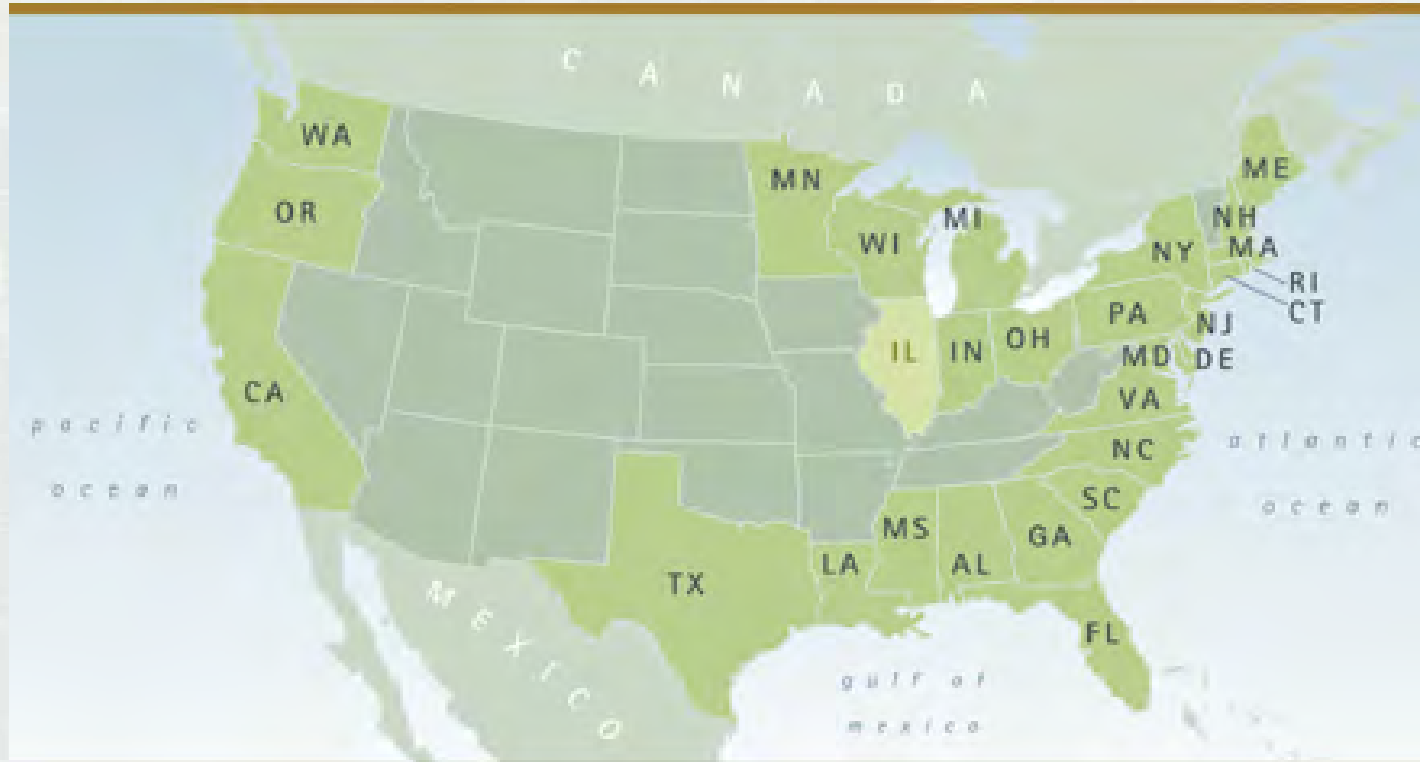 CANADA
WA
ME
MN
OR
MI
NH
WI
NY
MA
RI
CT
PA
NJ
IL
IN
OH
MD
DE
CA
VA
pacific
ocean
NC
atlantic
ocean
SC
MS
GA
LA
AL
TX
MEXICO
FL
gulf of
mexico